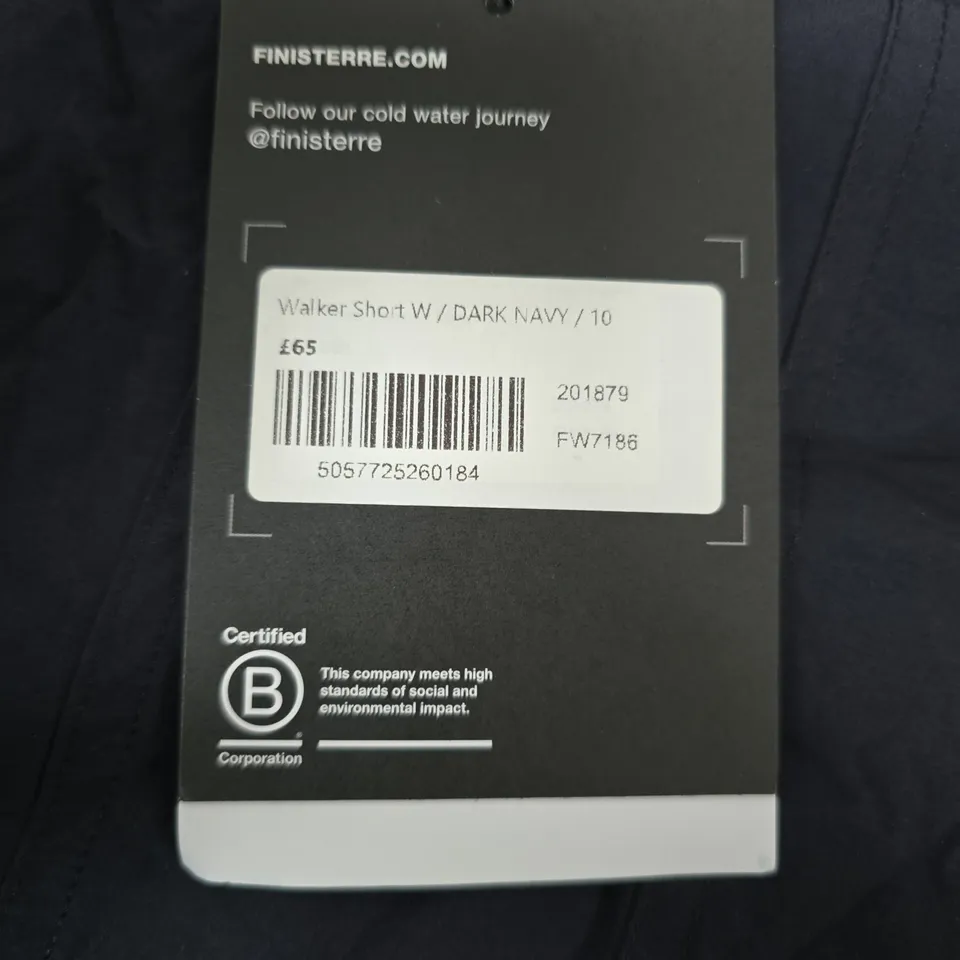 FINISTERRE.COM
Follow our cold water journey
@finisterre
Walker Short W / DARK NAVY / 10
£65
201879
FW7186
5057725260184
Certified
B
This company meets high
standards of social and
environmental impact.
Corporation